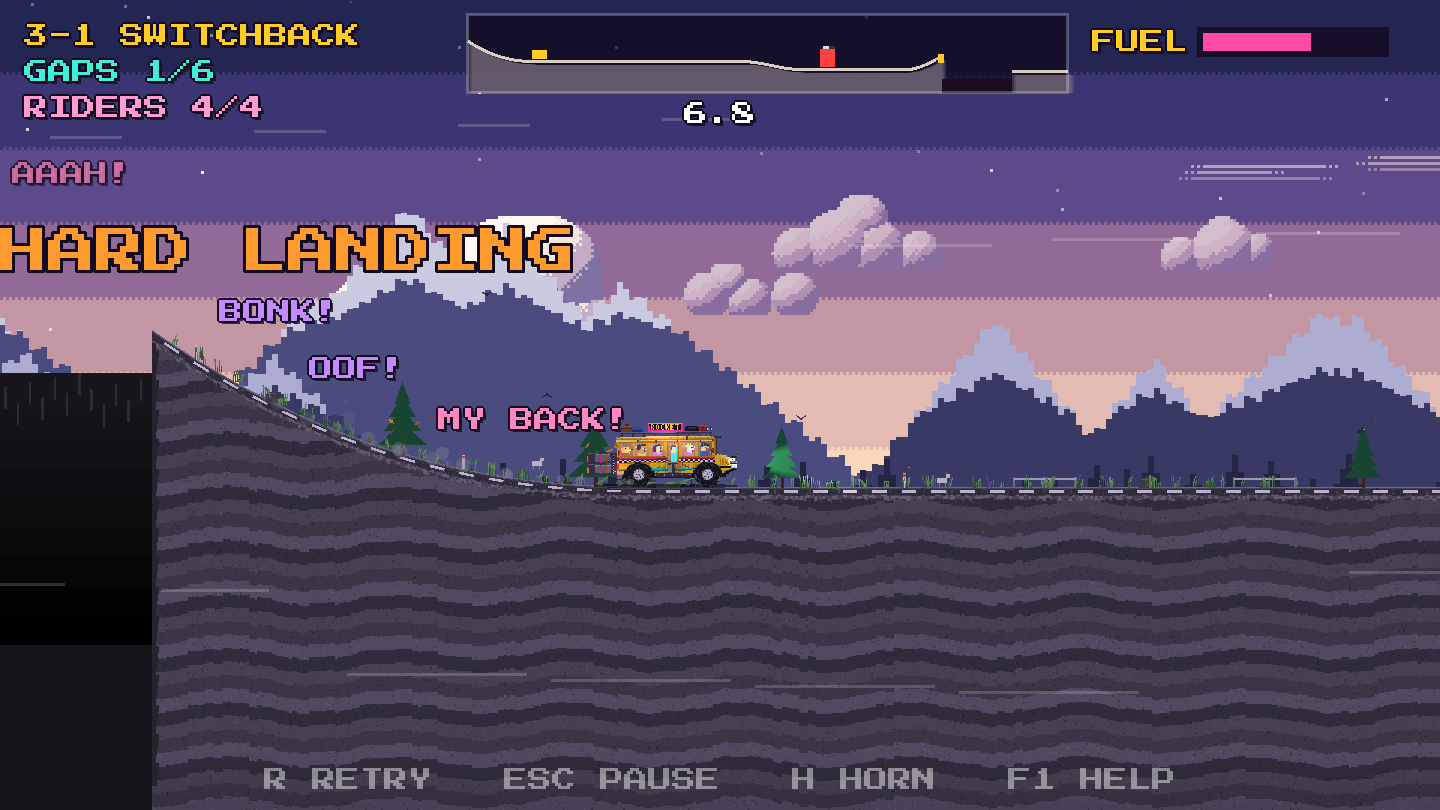 3-1 SWITCHBACK
GAPS 1/6
RIDERS 4/4
6.8
FUEL
AAAH!
HARD LANDING
BONK!
OOF!
MY BACK!
ROCKET
R RETRY ESC PAUSE H HORN F1 HELP